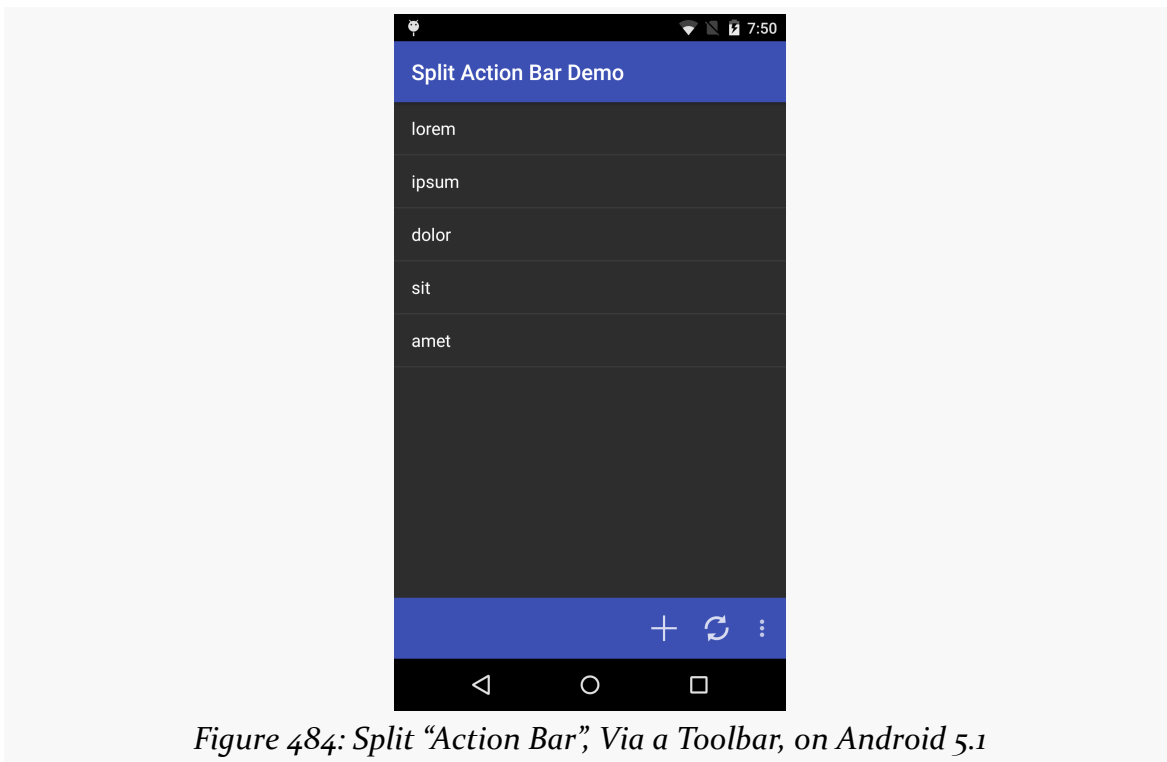 7:50
Split Action Bar Demo
lorem
ipsum
dolor
sit
amet
Figure 484: Split “Action Bar”, Via a Toolbar, on Android 5.1